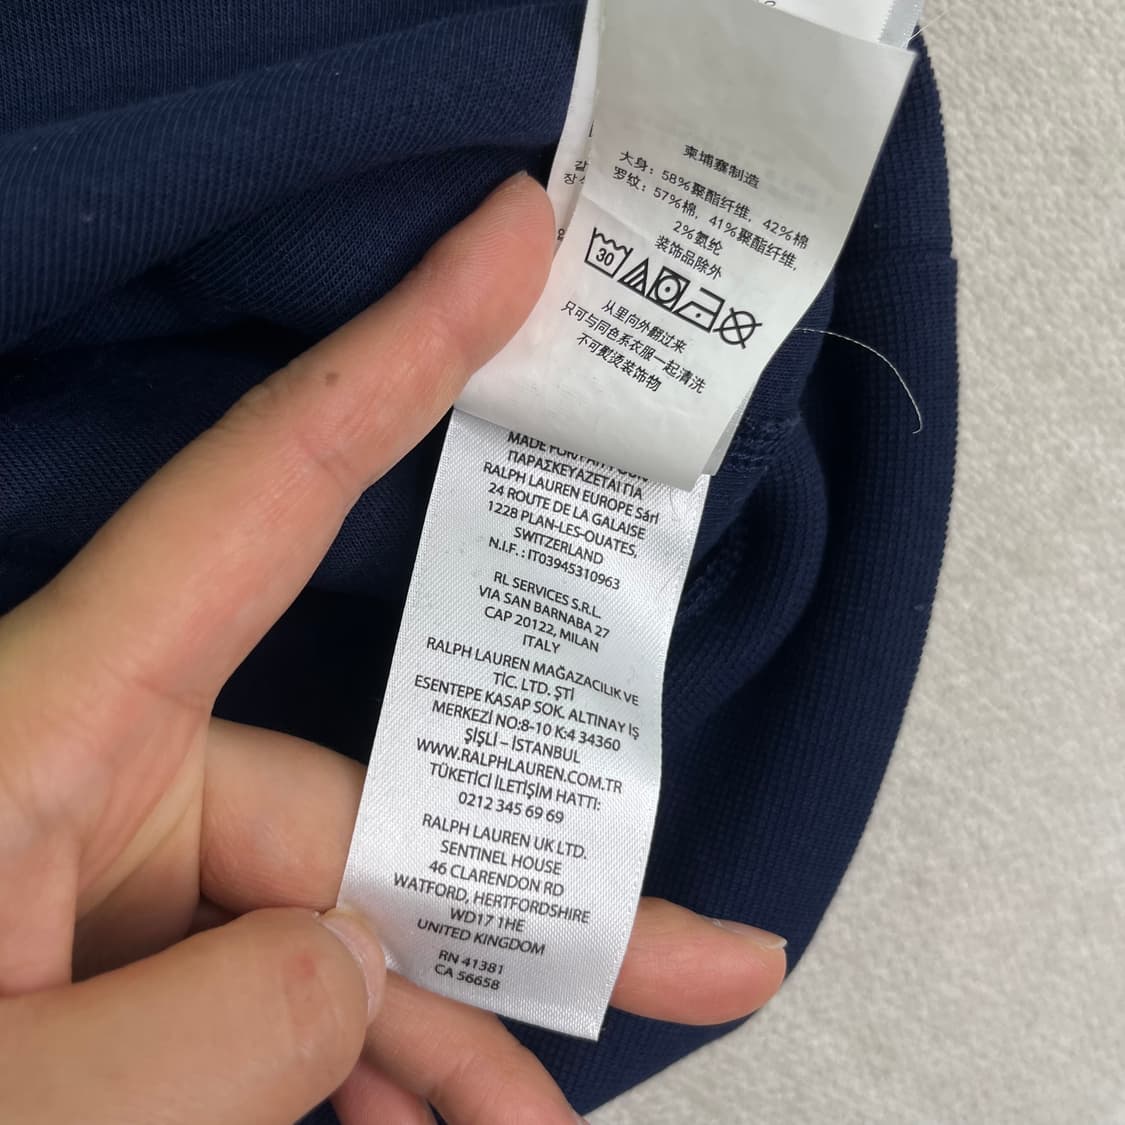 柬埔寨制造
大身：58%聚酯纤维，42%棉
罗纹：57%棉，41%聚酯纤维，
2%氨纶
装饰品除外
30
从里向外翻过来
只可与同色系衣服一起清洗
不可熨烫装饰物
갈
장식
MADE FOR
ΠΑΡΑΣΚΕΥΑΖΕΤΑΙ ΓΙΑ
RALPH LAUREN EUROPE Sárl
24 ROUTE DE LA GALAISE
1228 PLAN-LES-OUATES,
SWITZERLAND
N.I.F. : IT03945310963
RL SERVICES S.R.L.
VIA SAN BARNABA 27
CAP 20122, MILAN
ITALY
RALPH LAUREN MAĞAZACILIK VE
TİC. LTD. ŞTİ
ESENTEPE KASAP SOK. ALTINAY İŞ
MERKEZİ NO:8-10 K:4 34360
ŞİŞLİ – İSTANBUL
WWW.RALPHLAUREN.COM.TR
TÜKETİCİ İLETİŞİM HATTI:
0212 345 69 69
RALPH LAUREN UK LTD.
SENTINEL HOUSE
46 CLARENDON RD
WATFORD, HERTFORDSHIRE
WD17 1HE
UNITED KINGDOM
RN 41381
CA 56658